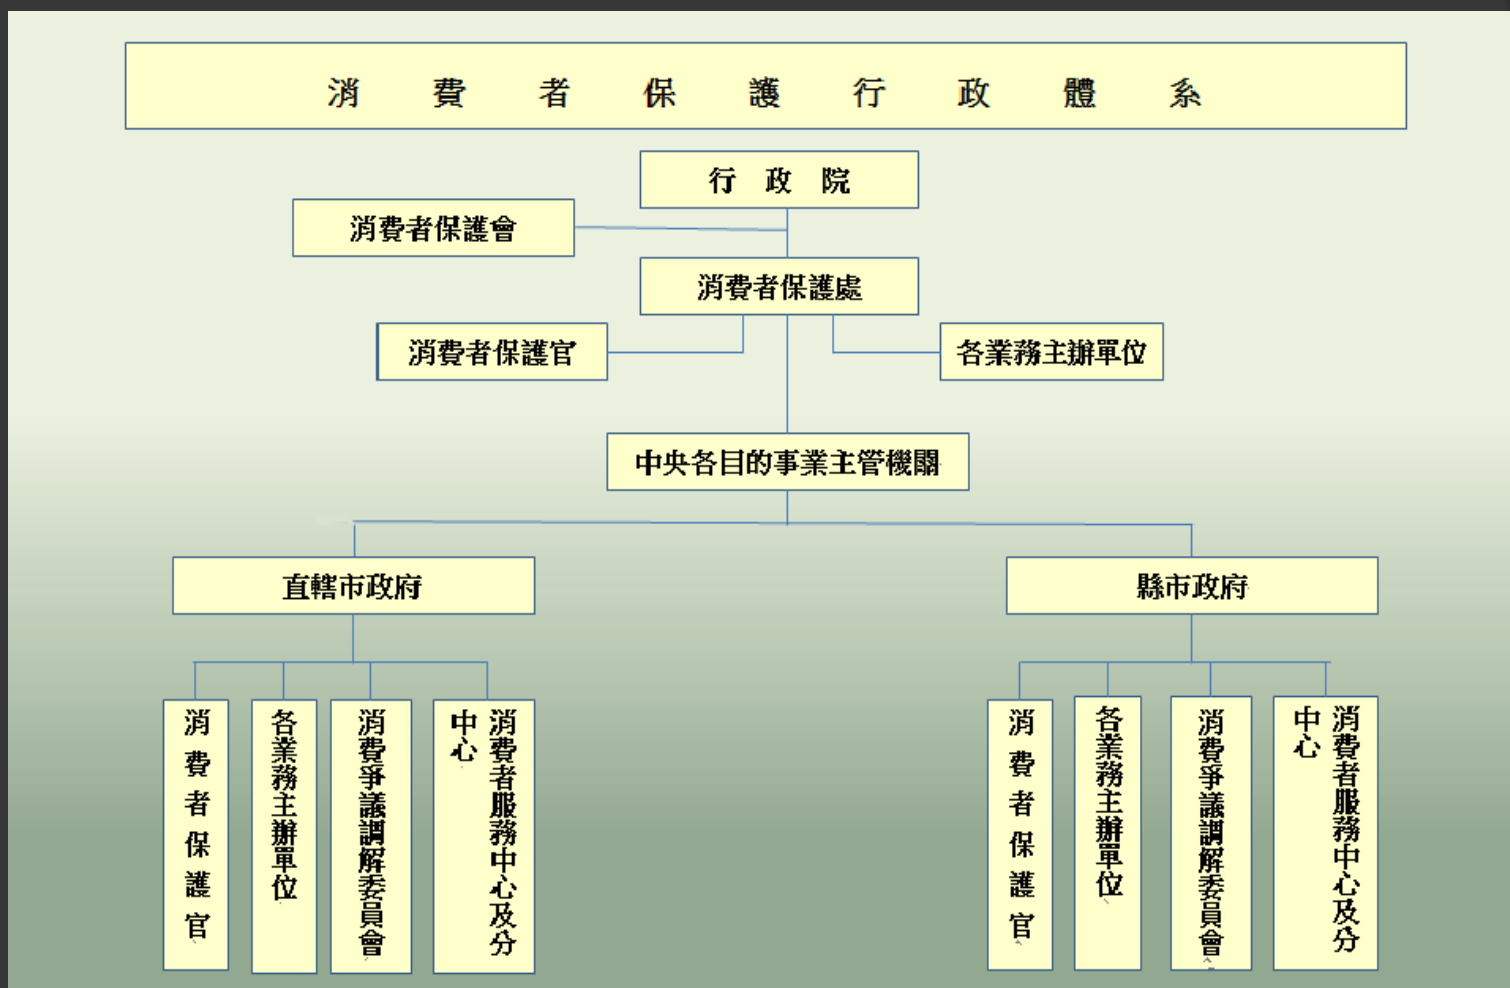 消費者保護行政體系
行政院
消費者保護會
消費者保護處
消費者保護官
各業務主辦單位
中央各目的事業主管機關
直轄市政府
縣市政府
消費者保護官
各業務主辦單位
消費爭議調解委員會
消費者服務中心及分
中心
消費者保護官
各業務主辦單位
消費爭議調解委員會
消費者服務中心及分
中心